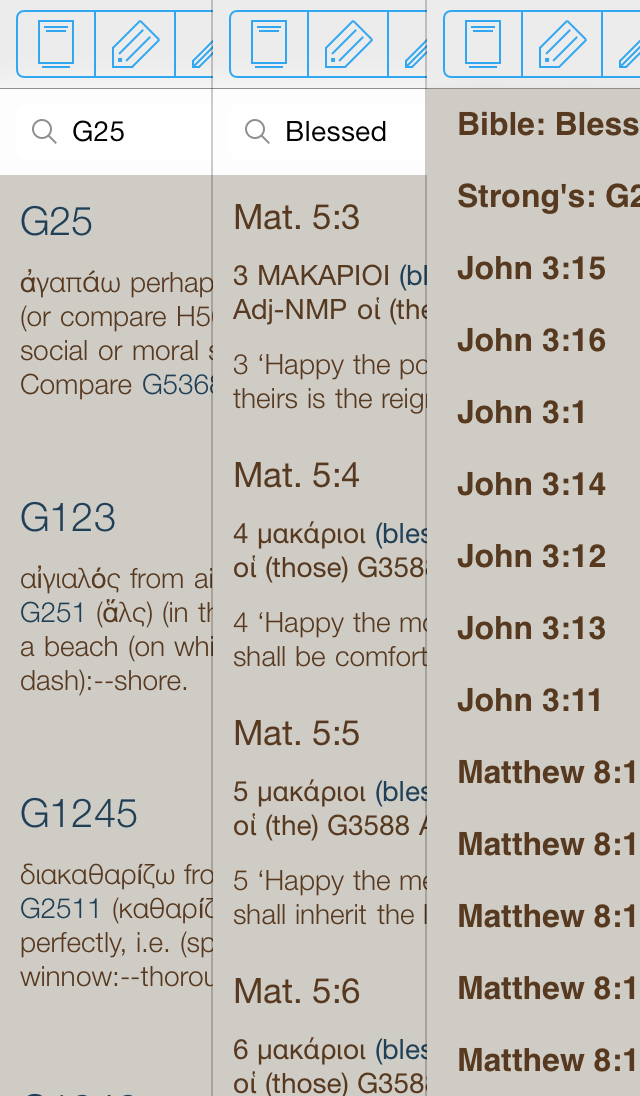 G25
G25
ἀγαπάω perhap
(or compare H5
social or moral
Compare G5368
G123
αἰγιαλός from ai
G251 (ἅλς) (in th
a beach (on whi
dash):--shore.
G1245
διακαθαρίζω fro
G2511 (καθαρίζ
perfectly, i.e. (sp
winnow:--thorou
Blessed
Mat. 5:3
3 ΜΑΚΑΡΙΟΙ (bl
Adj-NMP οἱ (the
3 ‘Happy the po
theirs is the reig
Mat. 5:4
4 μακάριοι (bles
οἱ (those) G3588
4 ‘Happy the mo
shall be comfort
Mat. 5:5
5 μακάριοι (bles
οἱ (the) G3588 A
5 ‘Happy the me
shall inherit the
Mat. 5:6
6 μακάριοι (bles
οἱ (those) G3588
Bible: Bless
Strong's: G2
John 3:15
John 3:16
John 3:1
John 3:14
John 3:12
John 3:13
John 3:11
Matthew 8:1
Matthew 8:1
Matthew 8:1
Matthew 8:1
Matthew 8:1